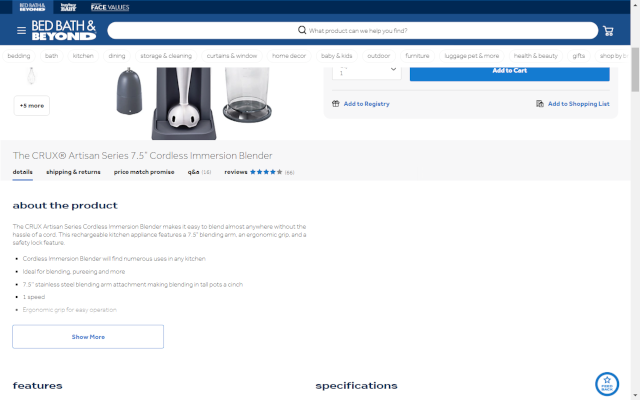 BED BATH & BEYOND buybuy BABY FACE VALUES
BED BATH & BEYOND What product can we help you find?
bedding bath kitchen dining storage & cleaning curtains & window home decor baby & kids outdoor furniture luggage pet & more health & beauty gifts shop by
+5 more
1
Add to Cart
Add to Registry Add to Shopping List
The CRUX® Artisan Series 7.5" Cordless Immersion Blender
details shipping & returns price match promise q&a (18) reviews (66)
about the product
The CRUX Artisan Series Cordless Immersion Blender makes it easy to blend almost anywhere without the
hassle of a cord. This rechargeable kitchen appliance features a 7.5" blending arm, an ergonomic grip, and a
safety lock feature.
Cordless Immersion Blender will find numerous uses in any kitchen
Ideal for blending, pureeing and more
7.5" stainless steel blending arm attachment making blending in tall pots a cinch
1 speed
Ergonomic grip for easy operation
Show More
features specifications
FEED
BACK